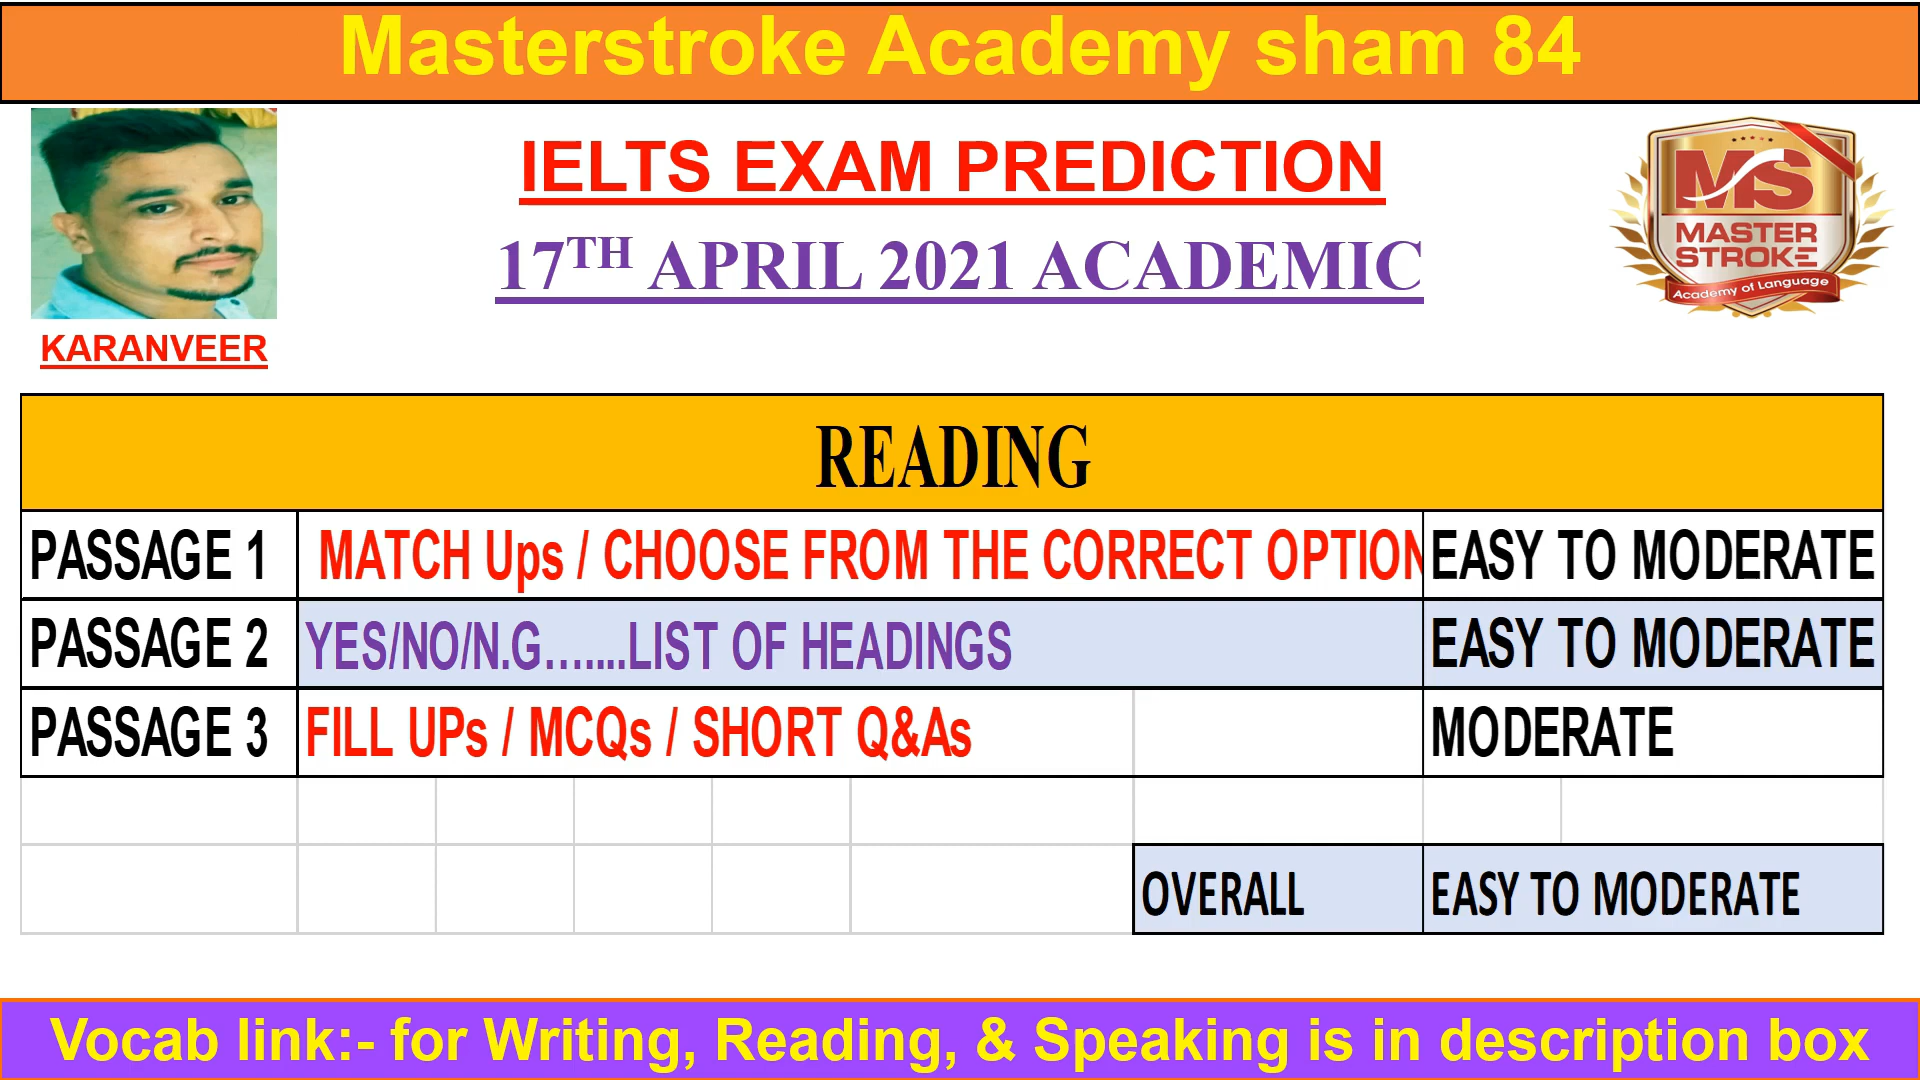 Masterstroke Academy sham 84
IELTS EXAM PREDICTION
17TH APRIL 2021 ACADEMIC
MS
MASTER
STROKE
Academy of Language
KARANVEER
READING
PASSAGE 1 MATCH Ups / CHOOSE FROM THE CORRECT OPTION EASY TO MODERATE
PASSAGE 2 YES/NO/N.G…....LIST OF HEADINGS EASY TO MODERATE
PASSAGE 3 FILL UPs / MCQs / SHORT Q&As MODERATE
OVERALL EASY TO MODERATE
Vocab link:- for Writing, Reading, & Speaking is in description box